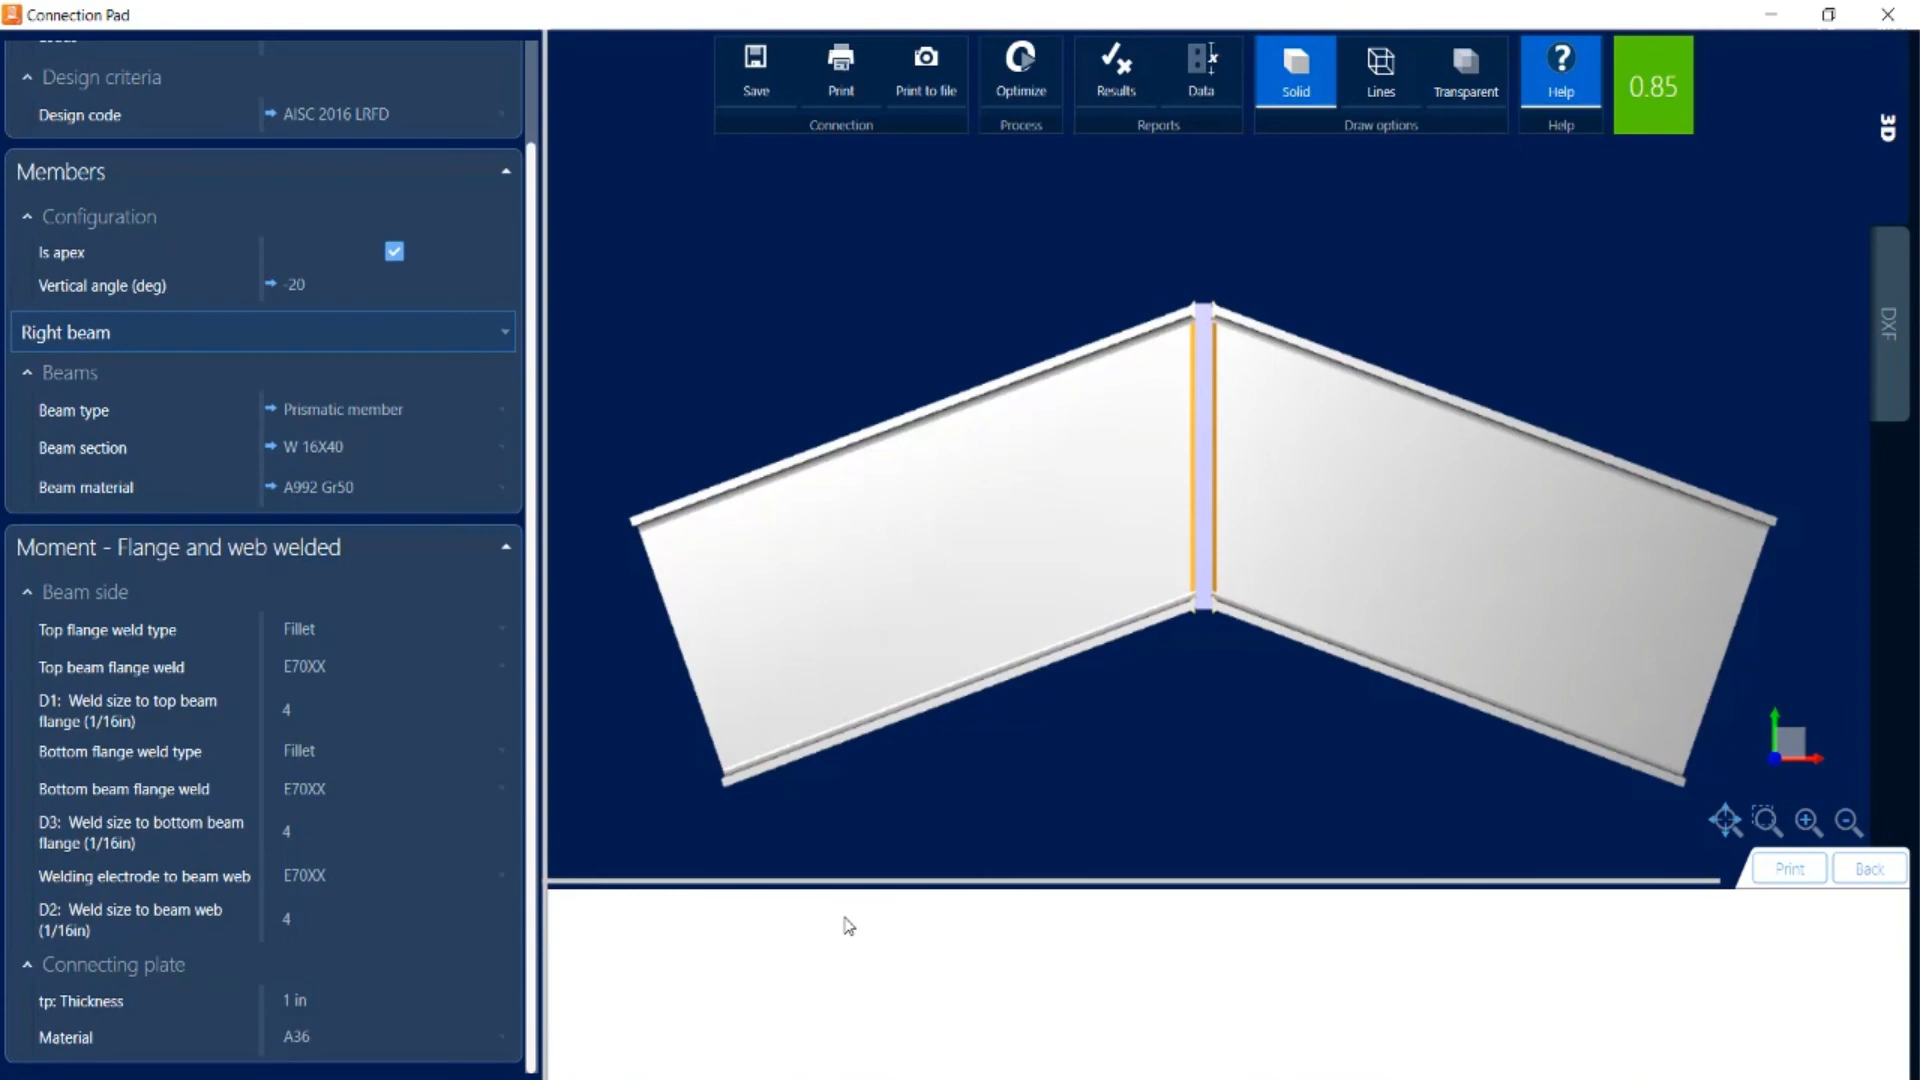 Connection Pad
Design criteria
Design code
AISC 2016 LRFD
Members
Configuration
Is apex
Vertical angle (deg)
-20
Right beam
Beams
Beam type
Prismatic member
Beam section
W 16X40
Beam material
A992 Gr50
Moment - Flange and web welded
Beam side
Top flange weld type
Fillet
Top beam flange weld
E70XX
D1: Weld size to top beam
flange (1/16in)
4
Bottom flange weld type
Fillet
Bottom beam flange weld
E70XX
D3: Weld size to bottom beam
flange (1/16in)
4
Welding electrode to beam web
E70XX
D2: Weld size to beam web
(1/16in)
4
Connecting plate
tp: Thickness
1 in
Material
A36
Save
Print
Print to file
Connection
Optimize
Process
Results
Data
Reports
Solid
Lines
Transparent
Draw options
?
Help
Help
0.85
3D
DXF
Print
Back